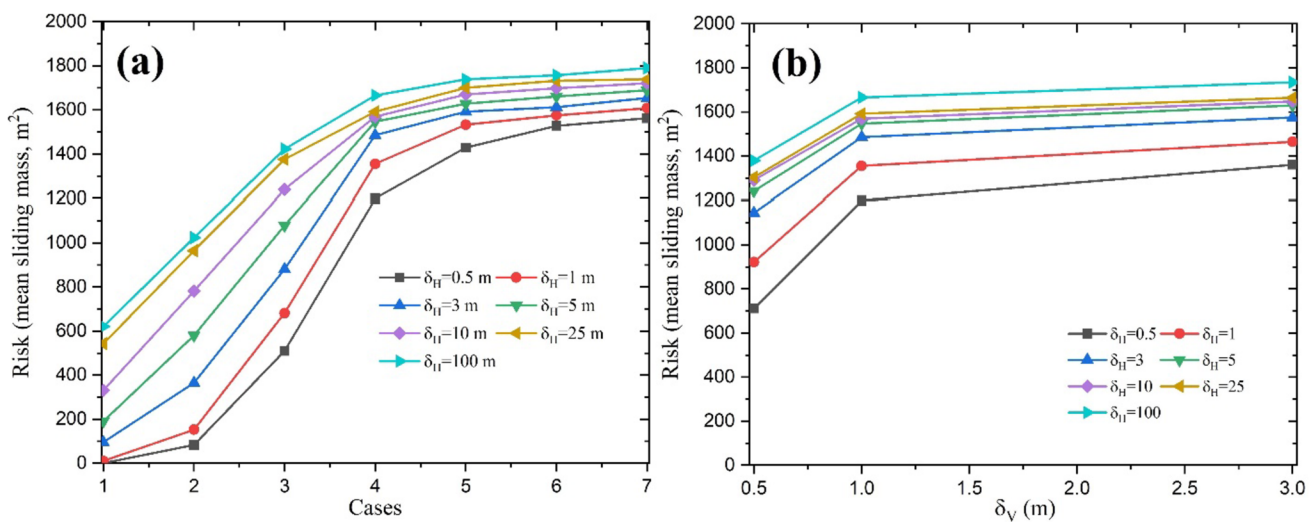 (a)
Risk (mean sliding mass, m²)
2000
1800
1600
1400
1200
1000
800
600
400
200
0
1 2 3 4 5 6 7
Cases
δH=0.5 m δH=1 m
δH=3 m δH=5 m
δH=10 m δH=25 m
δH=100 m
(b)
Risk (mean sliding mass, m²)
2000
1800
1600
1400
1200
1000
800
600
400
200
0
0.5 1.0 1.5 2.0 2.5 3.0
δV (m)
δH=0.5 δH=1
δH=3 δH=5
δH=10 δH=25
δH=100